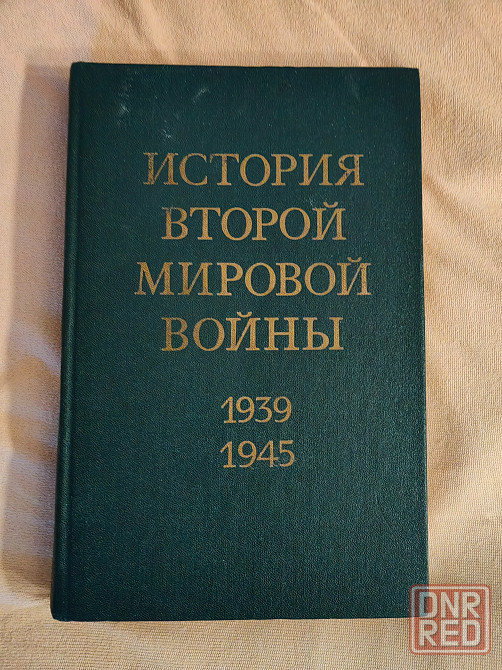 ИСТОРИЯ
ВТОРОЙ
МИРОВОЙ
ВОЙНЫ
1939
1945
DNR
RED